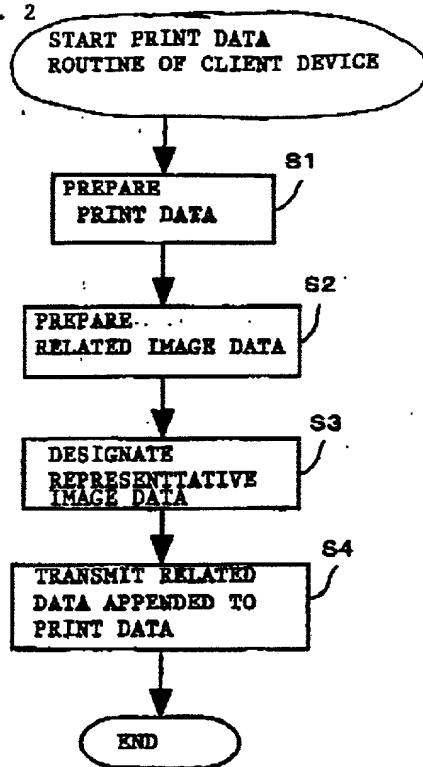 . 2
START PRINT DATA
ROUTINE OF CLIENT DEVICE
S1
PREPARE
PRINT DATA
S2
PREPARE
RELATED IMAGE DATA
S3
DESIGNATE
REPRESENTTATIVE
IMAGE DATA
S4
TRANSMIT RELATED
DATA APPENDED TO
PRINT DATA
END